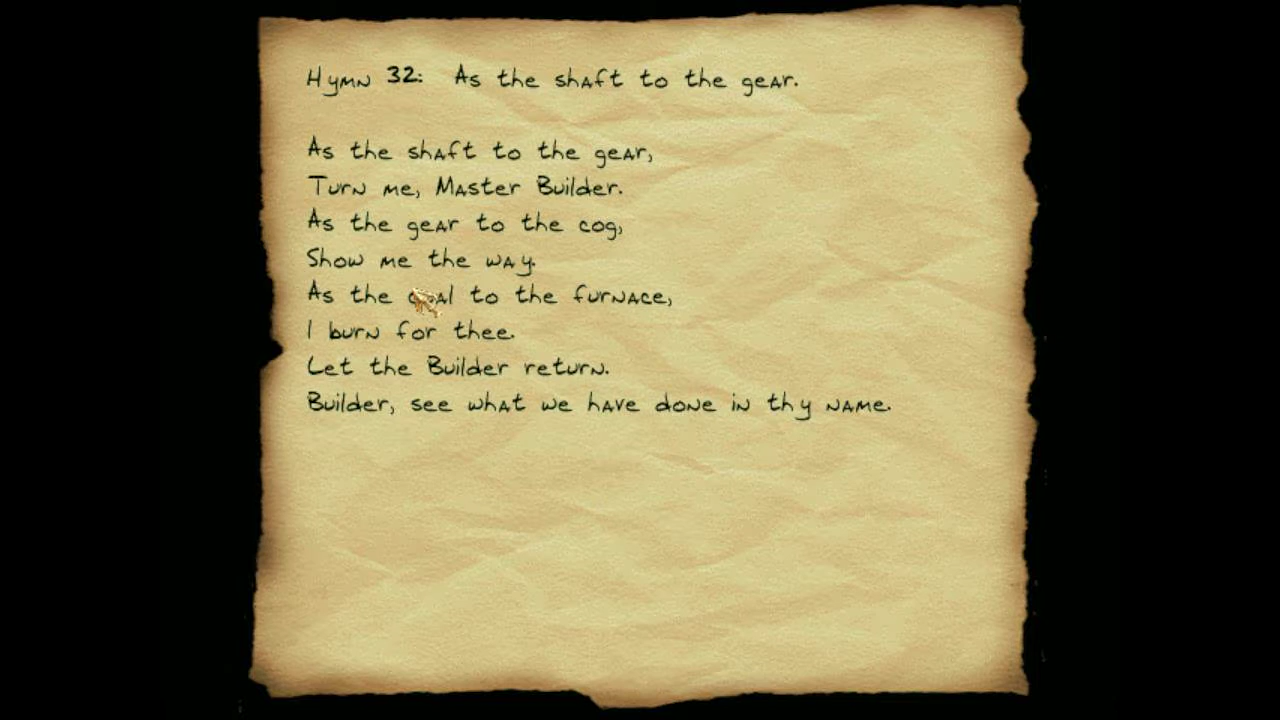 Hymn 32: As the shaft to the gear.
As the shaft to the gear,
Turn me, Master Builder.
As the gear to the cog,
Show me the way.
As the coal to the furnace,
I burn for thee.
Let the Builder return.
Builder, see what we have done in thy name.